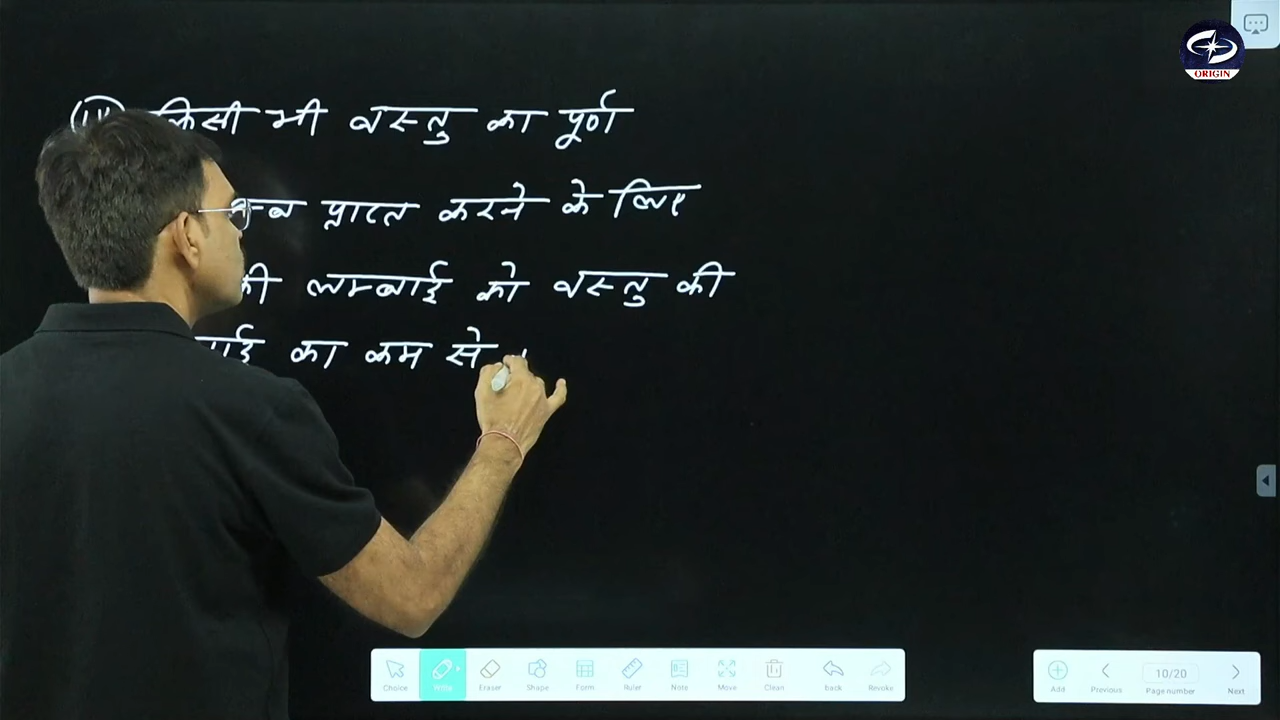 किसी भी वस्तु का पूर्ण
प्राप्त करने के लिए
की लम्बाई को वस्तु की
का कम से
ORIGIN
Choice
Write
Eraser
Shape
Form
Ruler
Note
Move
Clean
back
Revoke
Add
Previous
10/20
Page number
Next